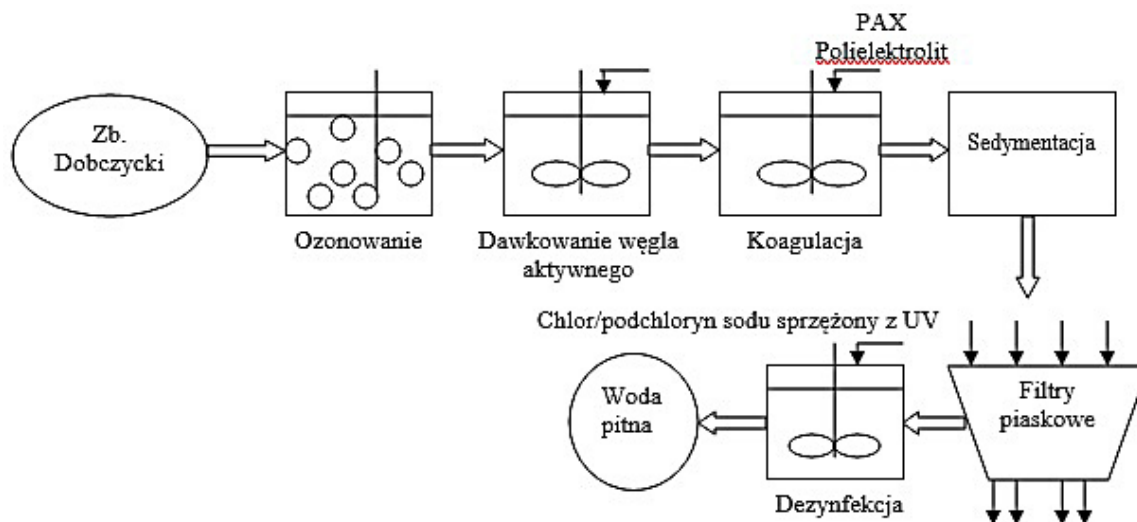 PAX
Polielektrolit
Zb.
Dobczycki
Sedymentacja
Ozonowanie
Dawkowanie węgla
aktywnego
Koagulacja
Chlor/podchloryn sodu sprzężony z UV
Woda
pitna
Filtry
piaskowe
Dezynfekcja